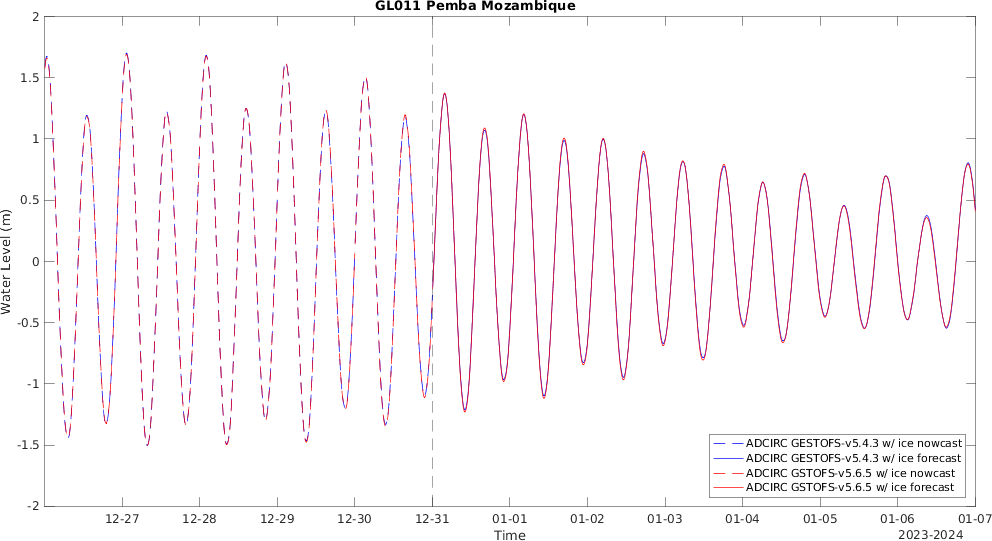 GL011 Pemba Mozambique
2
1.5
1
0.5
0
-0.5
-1
-1.5
-2
Water Level (m)
ADCIRC GESTOFS-v5.4.3 w/ ice nowcast
ADCIRC GESTOFS-v5.4.3 w/ ice forecast
ADCIRC GSTOFS-v5.6.5 w/ ice nowcast
ADCIRC GSTOFS-v5.6.5 w/ ice forecast
12-27 12-28 12-29 12-30 12-31 01-01 01-02 01-03 01-04 01-05 01-06 01-07
Time
2023-2024